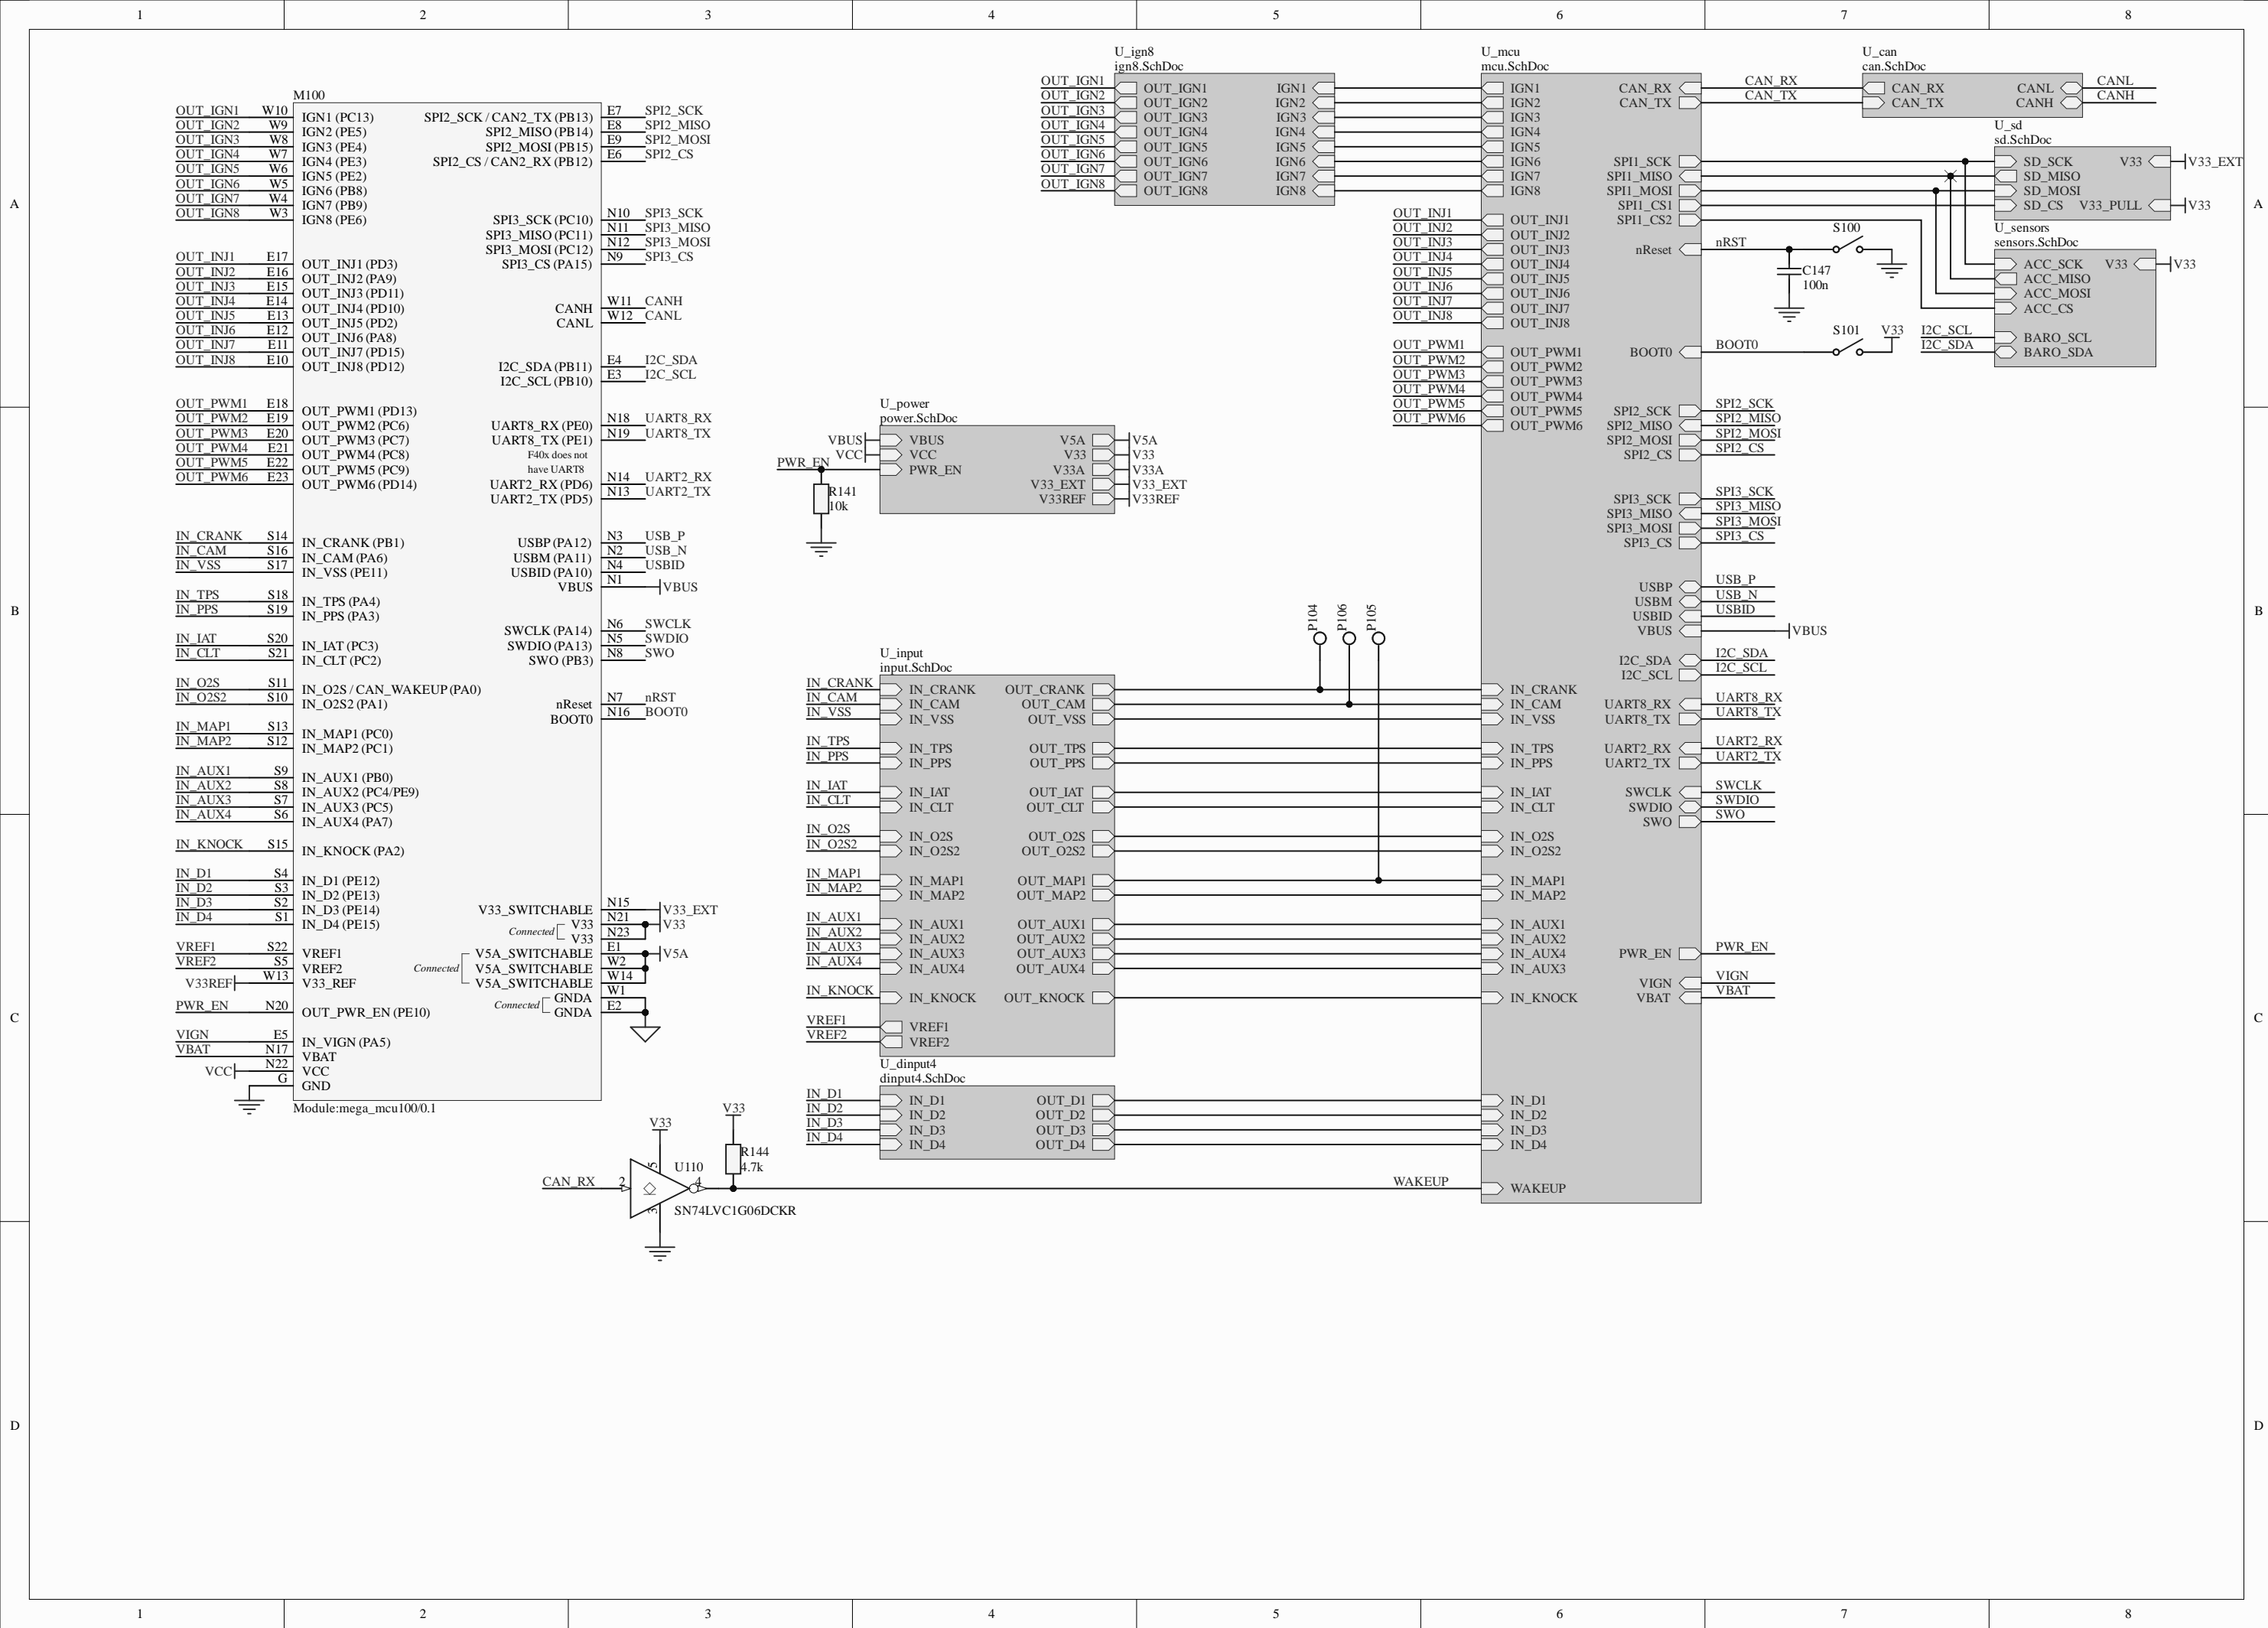 1 2 3 4 5 6 7 8
A
B
C
D
M100
OUT_IGN1 W10 IGN1 (PC13)
OUT_IGN2 W9 IGN2 (PE5)
OUT_IGN3 W8 IGN3 (PE4)
OUT_IGN4 W7 IGN4 (PE3)
OUT_IGN5 W6 IGN5 (PE2)
OUT_IGN6 W5 IGN6 (PB8)
OUT_IGN7 W4 IGN7 (PB9)
OUT_IGN8 W3 IGN8 (PE6)
OUT_INJ1 E17 OUT_INJ1 (PD3)
OUT_INJ2 E16 OUT_INJ2 (PA9)
OUT_INJ3 E15 OUT_INJ3 (PD11)
OUT_INJ4 E14 OUT_INJ4 (PD10)
OUT_INJ5 E13 OUT_INJ5 (PD2)
OUT_INJ6 E12 OUT_INJ6 (PA8)
OUT_INJ7 E11 OUT_INJ7 (PD15)
OUT_INJ8 E10 OUT_INJ8 (PD12)
OUT_PWM1 E18 OUT_PWM1 (PD13)
OUT_PWM2 E19 OUT_PWM2 (PC6)
OUT_PWM3 E20 OUT_PWM3 (PC7)
OUT_PWM4 E21 OUT_PWM4 (PC8)
OUT_PWM5 E22 OUT_PWM5 (PC9)
OUT_PWM6 E23 OUT_PWM6 (PD14)
IN_CRANK S14 IN_CRANK (PB1)
IN_CAM S16 IN_CAM (PA6)
IN_VSS S17 IN_VSS (PE11)
IN_TPS S18 IN_TPS (PA4)
IN_PPS S19 IN_PPS (PA3)
IN_IAT S20 IN_IAT (PC3)
IN_CLT S21 IN_CLT (PC2)
IN_O2S S11 IN_O2S / CAN_WAKEUP (PA0)
IN_O2S2 S10 IN_O2S2 (PA1)
IN_MAP1 S13 IN_MAP1 (PC0)
IN_MAP2 S12 IN_MAP2 (PC1)
IN_AUX1 S9 IN_AUX1 (PB0)
IN_AUX2 S8 IN_AUX2 (PC4/PE9)
IN_AUX3 S7 IN_AUX3 (PC5)
IN_AUX4 S6 IN_AUX4 (PA7)
IN_KNOCK S15 IN_KNOCK (PA2)
IN_D1 S4 IN_D1 (PE12)
IN_D2 S3 IN_D2 (PE13)
IN_D3 S2 IN_D3 (PE14)
IN_D4 S1 IN_D4 (PE15)
VREF1 S22 VREF1
VREF2 S5 VREF2
V33REF W13 V33_REF
PWR_EN N20 OUT_PWR_EN (PE10)
VIGN E5 IN_VIGN (PA5)
VBAT N17 VBAT
VCC N22 VCC
G GND
SPI2_SCK / CAN2_TX (PB13) E7 SPI2_SCK
SPI2_MISO (PB14) E8 SPI2_MISO
SPI2_MOSI (PB15) E9 SPI2_MOSI
SPI2_CS / CAN2_RX (PB12) E6 SPI2_CS
SPI3_SCK (PC10) N10 SPI3_SCK
SPI3_MISO (PC11) N11 SPI3_MISO
SPI3_MOSI (PC12) N12 SPI3_MOSI
SPI3_CS (PA15) N9 SPI3_CS
CANH W11 CANH
CANL W12 CANL
I2C_SDA (PB11) E4 I2C_SDA
I2C_SCL (PB10) E3 I2C_SCL
UART8_RX (PE0) N18 UART8_RX
UART8_TX (PE1) N19 UART8_TX
F40x does not
have UART8
UART2_RX (PD6) N14 UART2_RX
UART2_TX (PD5) N13 UART2_TX
USBP (PA12) N3 USB_P
USBM (PA11) N2 USB_N
USBID (PA10) N4 USBID
VBUS N1 VBUS
SWCLK (PA14) N6 SWCLK
SWDIO (PA13) N5 SWDIO
SWO (PB3) N8 SWO
nReset N7 nRST
BOOT0 N16 BOOT0
V33_SWITCHABLE N15 V33_EXT
Connected V33 N21 V33
V33 N23
V5A_SWITCHABLE E1 V5A
Connected V5A_SWITCHABLE W2
V5A_SWITCHABLE W14
Connected GNDA W1
GNDA E2
Module:mega_mcu100/0.1
CAN_RX 2 V33 5 3 4 U110
SN74LVC1G06DCKR
V33
R144
4.7k
WAKEUP
U_ign8
ign8.SchDoc
OUT_IGN1 OUT_IGN1 IGN1
OUT_IGN2 OUT_IGN2 IGN2
OUT_IGN3 OUT_IGN3 IGN3
OUT_IGN4 OUT_IGN4 IGN4
OUT_IGN5 OUT_IGN5 IGN5
OUT_IGN6 OUT_IGN6 IGN6
OUT_IGN7 OUT_IGN7 IGN7
OUT_IGN8 OUT_IGN8 IGN8
U_power
power.SchDoc
VBUS VBUS V5A V5A
VCC VCC V33 V33
PWR_EN PWR_EN V33A V33A
V33_EXT V33_EXT
V33REF V33REF
R141
10k
P104 P106 P105
U_input
input.SchDoc
IN_CRANK IN_CRANK OUT_CRANK
IN_CAM IN_CAM OUT_CAM
IN_VSS IN_VSS OUT_VSS
IN_TPS IN_TPS OUT_TPS
IN_PPS IN_PPS OUT_PPS
IN_IAT IN_IAT OUT_IAT
IN_CLT IN_CLT OUT_CLT
IN_O2S IN_O2S OUT_O2S
IN_O2S2 IN_O2S2 OUT_O2S2
IN_MAP1 IN_MAP1 OUT_MAP1
IN_MAP2 IN_MAP2 OUT_MAP2
IN_AUX1 IN_AUX1 OUT_AUX1
IN_AUX2 IN_AUX2 OUT_AUX2
IN_AUX3 IN_AUX3 OUT_AUX3
IN_AUX4 IN_AUX4 OUT_AUX4
IN_KNOCK IN_KNOCK OUT_KNOCK
VREF1 VREF1
VREF2 VREF2
U_dinput4
dinput4.SchDoc
IN_D1 IN_D1 OUT_D1
IN_D2 IN_D2 OUT_D2
IN_D3 IN_D3 OUT_D3
IN_D4 IN_D4 OUT_D4
U_mcu
mcu.SchDoc
IGN1
IGN2
IGN3
IGN4
IGN5
IGN6
IGN7
IGN8
OUT_INJ1 OUT_INJ1
OUT_INJ2 OUT_INJ2
OUT_INJ3 OUT_INJ3
OUT_INJ4 OUT_INJ4
OUT_INJ5 OUT_INJ5
OUT_INJ6 OUT_INJ6
OUT_INJ7 OUT_INJ7
OUT_INJ8 OUT_INJ8
OUT_PWM1 OUT_PWM1
OUT_PWM2 OUT_PWM2
OUT_PWM3 OUT_PWM3
OUT_PWM4 OUT_PWM4
OUT_PWM5 OUT_PWM5
OUT_PWM6 OUT_PWM6
IN_CRANK
IN_CAM
IN_VSS
IN_TPS
IN_PPS
IN_IAT
IN_CLT
IN_O2S
IN_O2S2
IN_MAP1
IN_MAP2
IN_AUX1
IN_AUX2
IN_AUX4
IN_AUX3
IN_KNOCK
IN_D1
IN_D2
IN_D3
IN_D4
WAKEUP
CAN_RX CAN_RX
CAN_TX CAN_TX
SPI1_SCK
SPI1_MISO
SPI1_MOSI
SPI1_CS1
SPI1_CS2
nReset nRST S100
C147
100n
BOOT0 BOOT0 S101 V33
SPI2_SCK SPI2_SCK
SPI2_MISO SPI2_MISO
SPI2_MOSI SPI2_MOSI
SPI2_CS SPI2_CS
SPI3_SCK SPI3_SCK
SPI3_MISO SPI3_MISO
SPI3_MOSI SPI3_MOSI
SPI3_CS SPI3_CS
USBP USB_P
USBM USB_N
USBID USBID
VBUS VBUS
I2C_SDA I2C_SDA
I2C_SCL I2C_SCL
UART8_RX UART8_RX
UART8_TX UART8_TX
UART2_RX UART2_RX
UART2_TX UART2_TX
SWCLK SWCLK
SWDIO SWDIO
SWO SWO
PWR_EN PWR_EN
VIGN VIGN
VBAT VBAT
U_can
can.SchDoc
CAN_RX CANL CANL
CAN_TX CANH CANH
U_sd
sd.SchDoc
SD_SCK V33 V33_EXT
SD_MISO
SD_MOSI
SD_CS V33_PULL V33
U_sensors
sensors.SchDoc
ACC_SCK V33 V33
ACC_MISO
ACC_MOSI
ACC_CS
I2C_SCL BARO_SCL
I2C_SDA BARO_SDA
A
B
C
D
1 2 3 4 5 6 7 8